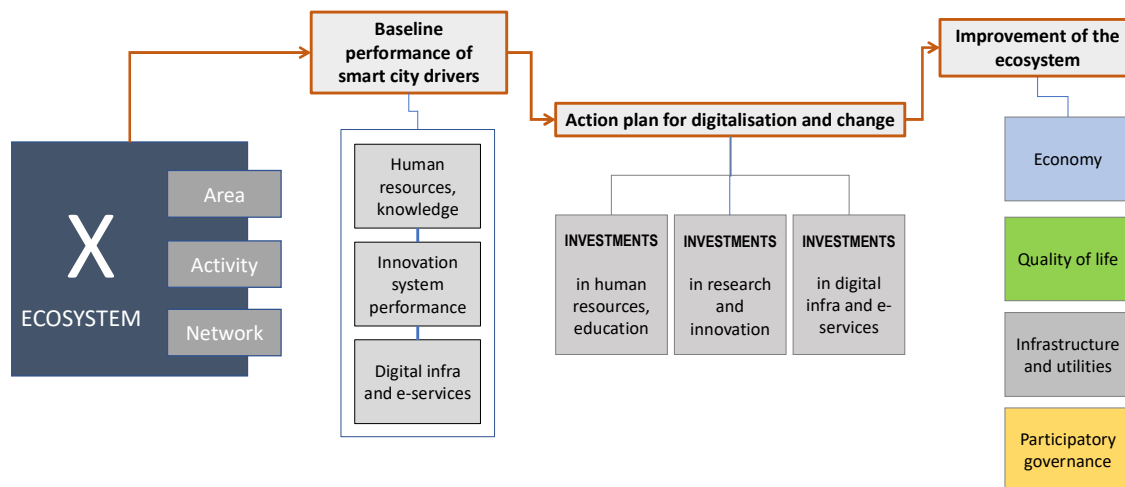 Baseline
performance of
smart city drivers
Improvement of the
ecosystem
Action plan for digitalisation and change
X
ECOSYSTEM
Area
Activity
Network
Human
resources,
knowledge
Innovation
system
performance
Digital infra
and e-services
INVESTMENTS
in human
resources,
education
INVESTMENTS
in research
and
innovation
INVESTMENTS
in digital
infra and e-
services
Economy
Quality of life
Infrastructure
and utilities
Participatory
governance